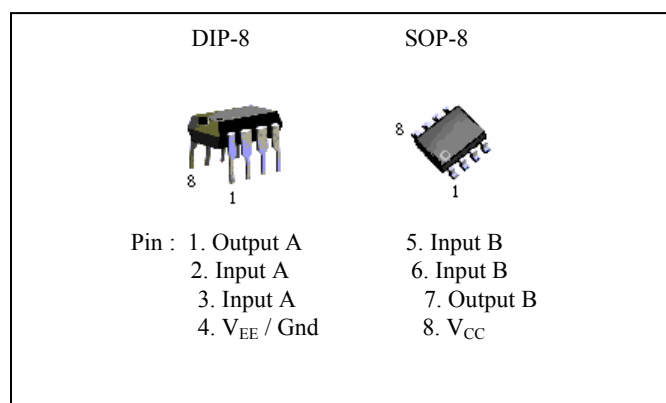 DIP-8 SOP-8
8
8
1
1
Pin : 1. Output A 5. Input B
2. Input A 6. Input B
3. Input A 7. Output B
4. VEE / Gnd 8. VCC